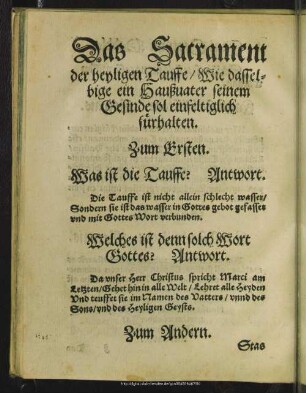 Das Sacrament
der heyligen Tauffe / Wie dassel-
bige ein Haußuater seinem
Gesinde sol einfeltiglich
fürhalten.
Zum Ersten.
Was ist die Tauffe? Antwort.
Die Tauffe ist nicht allein schlecht wasser /
Sondern sie ist das wasser in Gottes gebot gefasset
vnd mit Gottes Wort verbunden.
Welches ist denn solch Wort
Gottes? Antwort.
Da vnser Herr Christus spricht Marci am
Letzten / Gehet hin in alle Welt / Lehret alle Heyden
Vnd teuffet sie im Namen des Vatters / vnnd des
Sons / vnd des Heyligen Geysts.
Zum Andern.
Stas